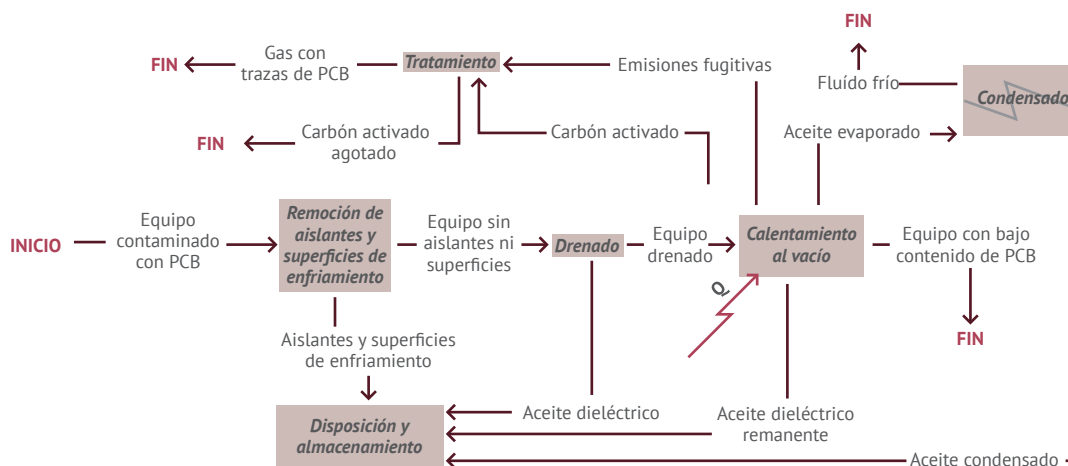 FIN
Gas con
trazas de PCB
Tratamiento
Emisiones fugitivas
FIN
Fluído frío
Condensado
FIN
Carbón activado
agotado
Carbón activado
Aceite evaporado
INICIO
Equipo
contaminado
con PCB
Remoción de
aislantes y
superficies de
enfriamiento
Equipo sin
aislantes ni
superficies
Drenado
Equipo
drenado
Calentamiento
al vacío
Equipo con bajo
contenido de PCB
Q
FIN
Aislantes y superficies
de enfriamiento
Disposición y
almacenamiento
Aceite dieléctrico
Aceite dieléctrico
remanente
Aceite condensado